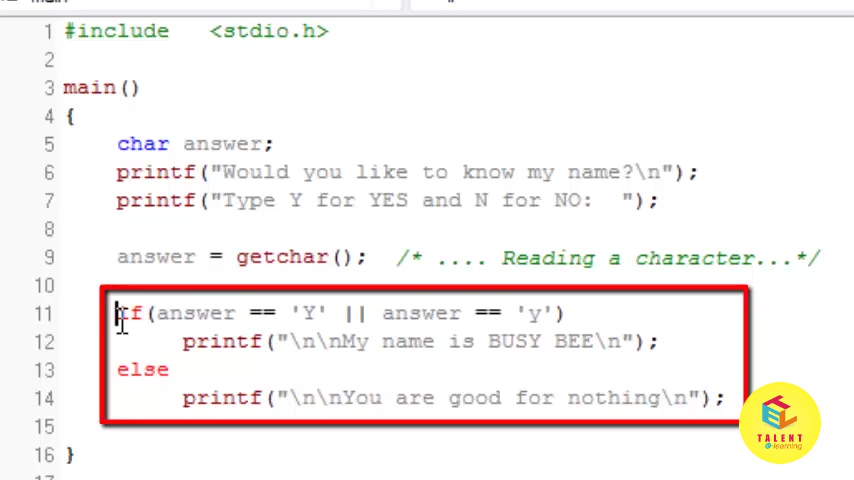 1 #include   <stdio.h>
2
3 main()
4 {
5     char answer;
6     printf("Would you like to know my name?\n");
7     printf("Type Y for YES and N for NO:  ");
8
9     answer = getchar();  /* .... Reading a character...*/
10
11     if(answer == 'Y' || answer == 'y')
12          printf("\n\nMy name is BUSY BEE\n");
13     else
14          printf("\n\nYou are good for nothing\n");
15
16 }
TEL
TALENT
@ elearning